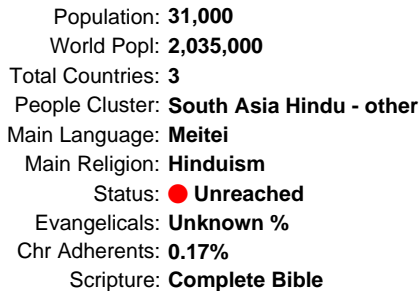 Population: 31,000
World Popl: 2,035,000
Total Countries: 3
People Cluster: South Asia Hindu - other
Main Language: Meitei
Main Religion: Hinduism
Status: Unreached
Evangelicals: Unknown %
Chr Adherents: 0.17%
Scripture: Complete Bible